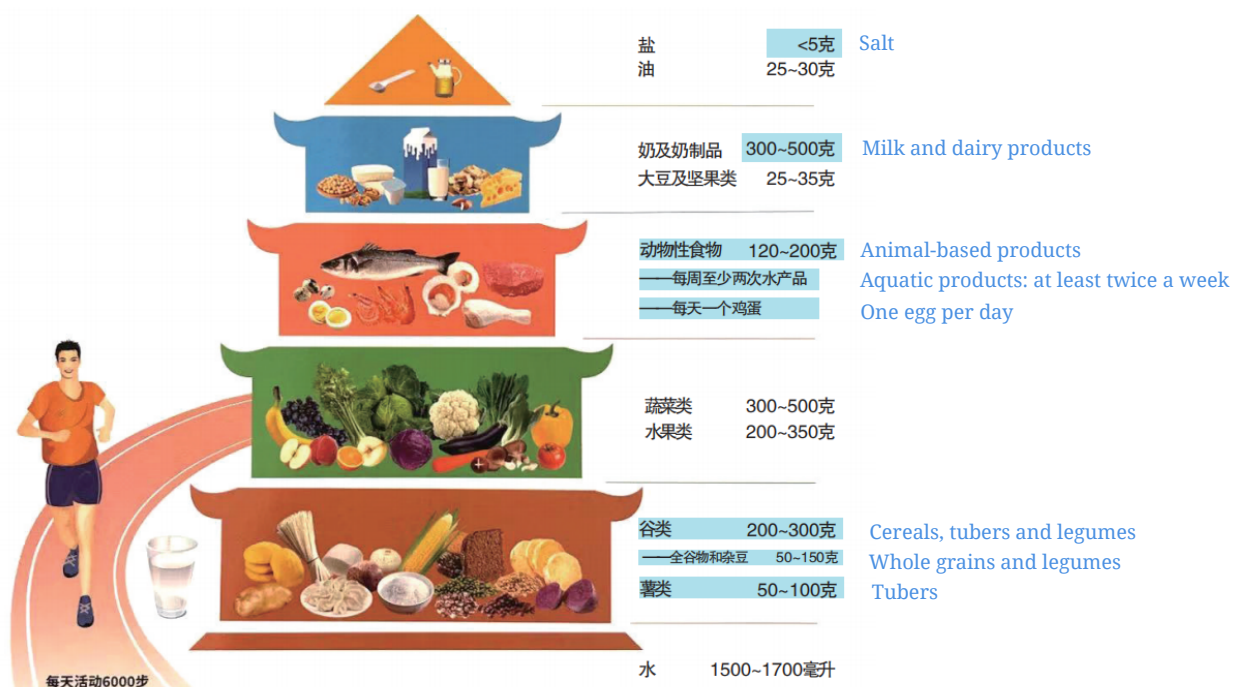 盐 <5克 Salt
油 25~30克
奶及奶制品 300~500克 Milk and dairy products
大豆及坚果类 25~35克
动物性食物 120~200克 Animal-based products
——每周至少两次水产品 Aquatic products: at least twice a week
——每天一个鸡蛋 One egg per day
蔬菜类 300~500克
水果类 200~350克
谷类 200~300克 Cereals, tubers and legumes
——全谷物和杂豆 50~150克 Whole grains and legumes
薯类 50~100克 Tubers
水 1500~1700毫升
每天活动6000步